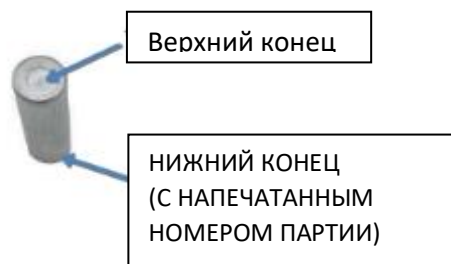 Верхний конец
НИЖНИЙ КОНЕЦ
(С НАПЕЧАТАННЫМ
НОМЕРОМ ПАРТИИ)